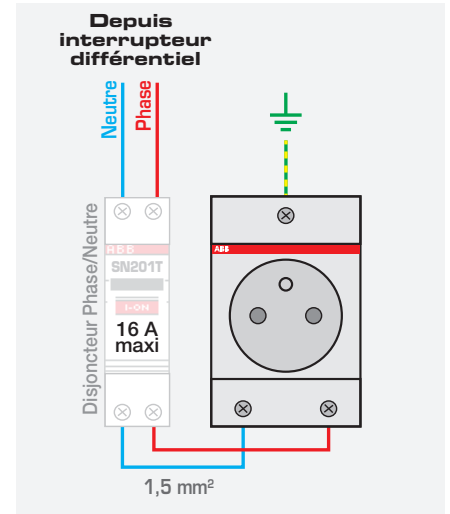 Depuis
interrupteur
différentiel
Neutre
Phase
Disjoncteur Phase/Neutre
ABB
SN201T
I-ON
16 A
maxi
ABB
1,5 mm²